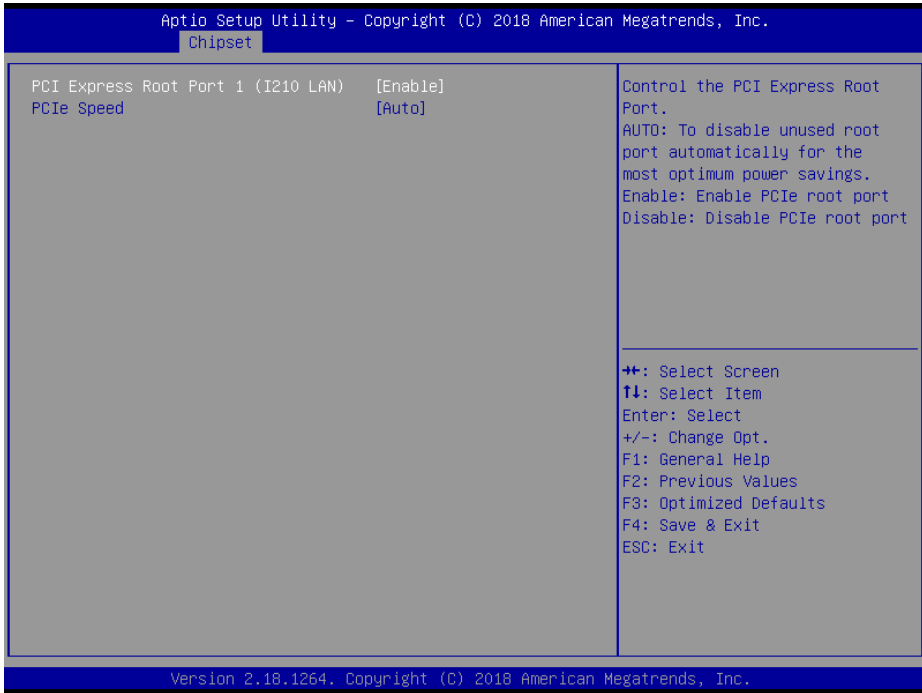 Aptio Setup Utility – Copyright (C) 2018 American Megatrends, Inc.
Chipset
PCI Express Root Port 1 (I210 LAN) [Enable]
PCIe Speed [Auto]
Control the PCI Express Root
Port.
AUTO: To disable unused root
port automatically for the
most optimum power savings.
Enable: Enable PCIe root port
Disable: Disable PCIe root port
→←: Select Screen
↑↓: Select Item
Enter: Select
+/-: Change Opt.
F1: General Help
F2: Previous Values
F3: Optimized Defaults
F4: Save & Exit
ESC: Exit
Version 2.18.1264. Copyright (C) 2018 American Megatrends, Inc.